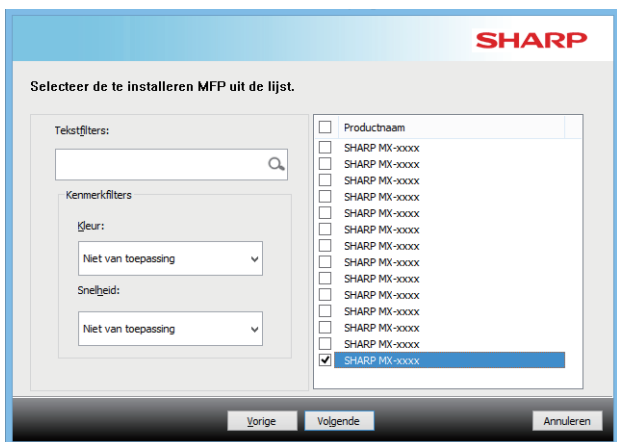 SHARP
Selecteer de te installeren MFP uit de lijst.
Tekstfilters:
Kenmerkfilters
Kleur:
Niet van toepassing
Snelheid:
Niet van toepassing
Productnaam
SHARP MX-xxxx
SHARP MX-xxxx
SHARP MX-xxxx
SHARP MX-xxxx
SHARP MX-xxxx
SHARP MX-xxxx
SHARP MX-xxxx
SHARP MX-xxxx
SHARP MX-xxxx
SHARP MX-xxxx
SHARP MX-xxxx
SHARP MX-xxxx
SHARP MX-xxxx
SHARP MX-xxxx
Vorige Volgende Annuleren